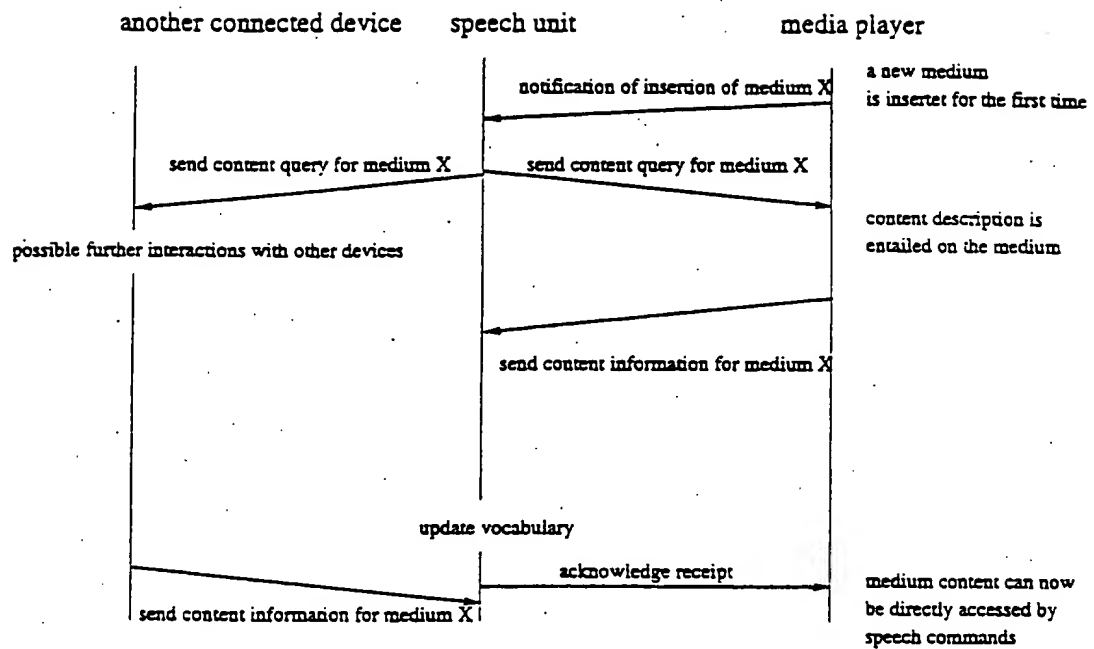 another connected device speech unit media player
a new medium
is insertet for the first time
notification of insertion of medium X
send content query for medium X send content query for medium X
content description is
entailed on the medium
possible further interactions with other devices
send content information for medium X
update vocabulary
acknowledge receipt
send content information for medium X
medium content can now
be directly accessed by
speech commands